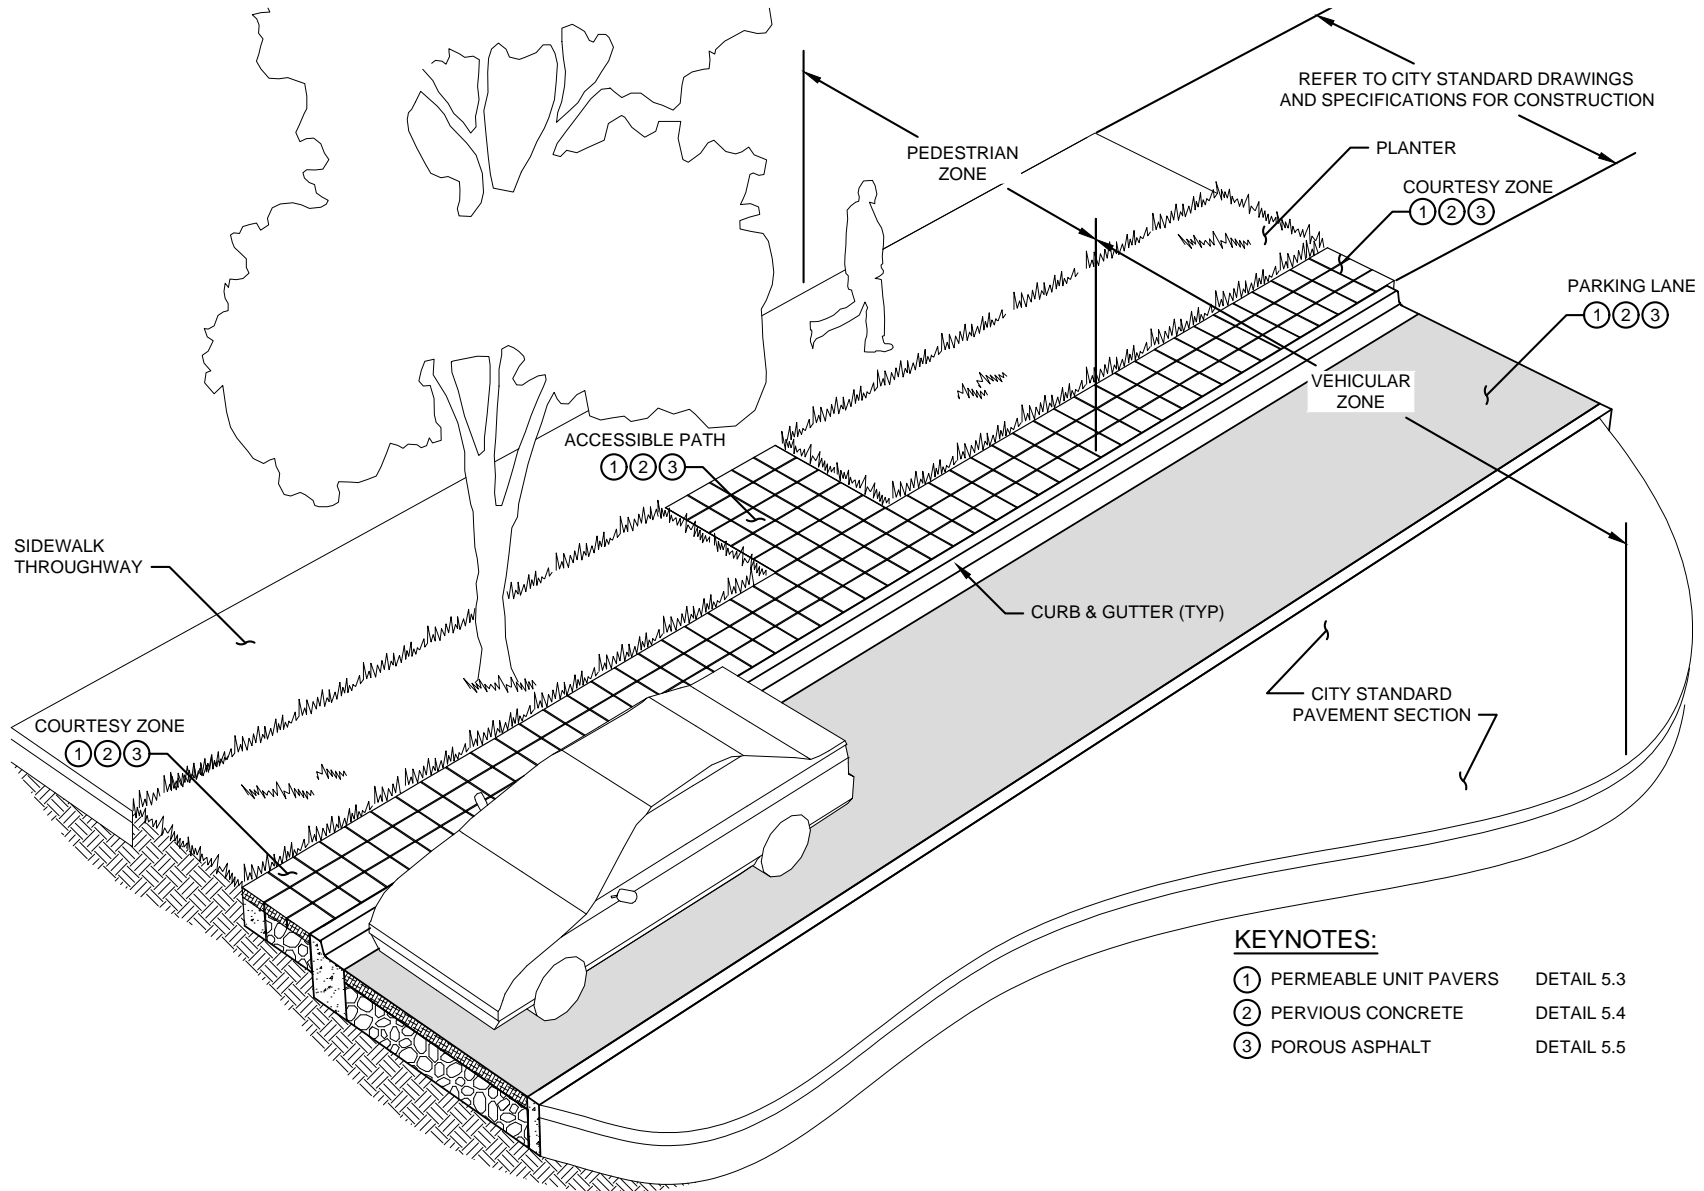 REFER TO CITY STANDARD DRAWINGS
AND SPECIFICATIONS FOR CONSTRUCTION
PEDESTRIAN
ZONE
PLANTER
COURTESY ZONE
1 2 3
PARKING LANE
1 2 3
VEHICULAR
ZONE
ACCESSIBLE PATH
1 2 3
SIDEWALK
THROUGHWAY
CURB & GUTTER (TYP)
CITY STANDARD
PAVEMENT SECTION
COURTESY ZONE
1 2 3
KEYNOTES:
1 PERMEABLE UNIT PAVERS DETAIL 5.3
2 PERVIOUS CONCRETE DETAIL 5.4
3 POROUS ASPHALT DETAIL 5.5